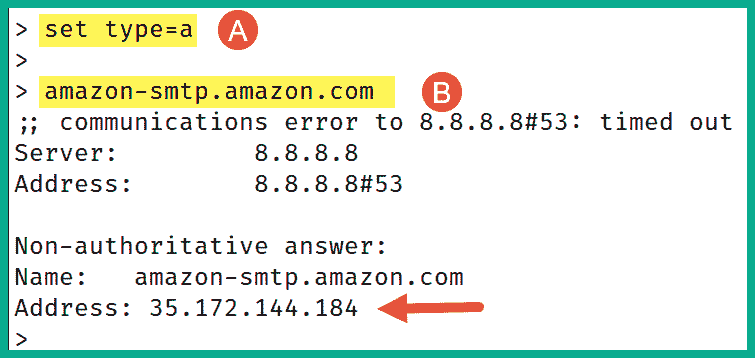 > set type=a A
>
> amazon-smtp.amazon.com B
;; communications error to 8.8.8.8#53: timed out
Server: 8.8.8.8
Address: 8.8.8.8#53
Non-authoritative answer:
Name: amazon-smtp.amazon.com
Address: 35.172.144.184
>